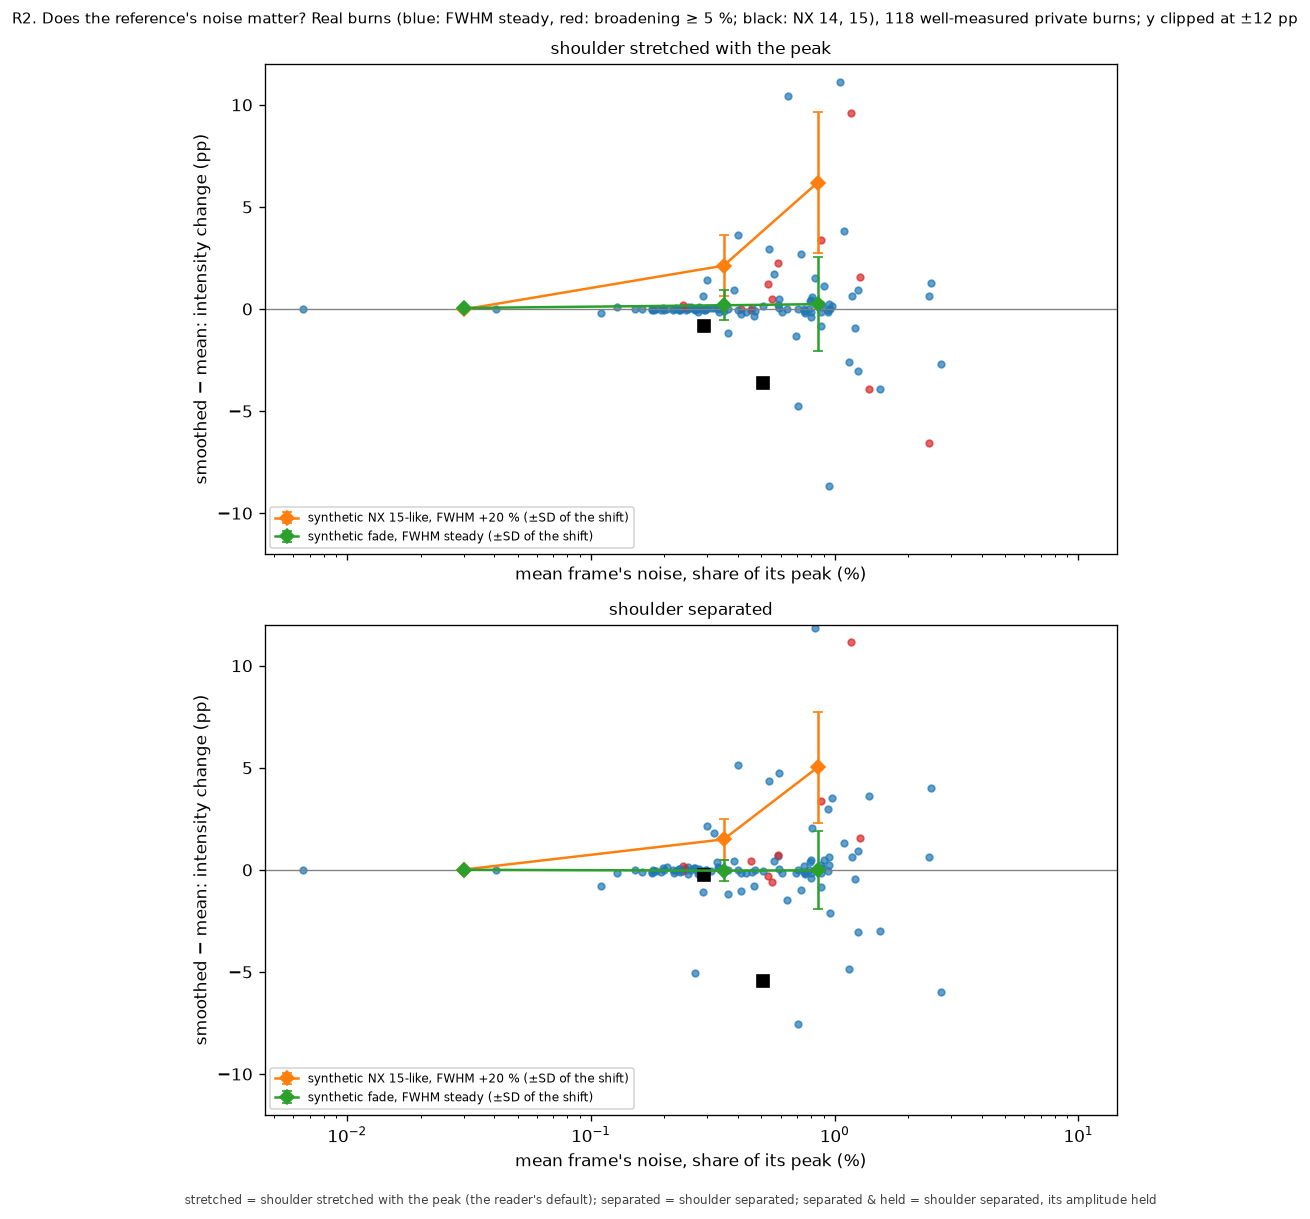 R2. Does the reference's noise matter? Real burns (blue: FWHM steady, red: broadening ≥ 5 %; black: NX 14, 15), 118 well-measured private burns; y clipped at ±12 pp
shoulder stretched with the peak
10
5
0
−5
−10
smoothed − mean: intensity change (pp)
synthetic NX 15-like, FWHM +20 % (±SD of the shift)
synthetic fade, FWHM steady (±SD of the shift)
mean frame's noise, share of its peak (%)
shoulder separated
10
5
0
−5
−10
smoothed − mean: intensity change (pp)
synthetic NX 15-like, FWHM +20 % (±SD of the shift)
synthetic fade, FWHM steady (±SD of the shift)
10⁻² 10⁻¹ 10⁰ 10¹
mean frame's noise, share of its peak (%)
stretched = shoulder stretched with the peak (the reader's default); separated = shoulder separated; separated & held = shoulder separated, its amplitude held